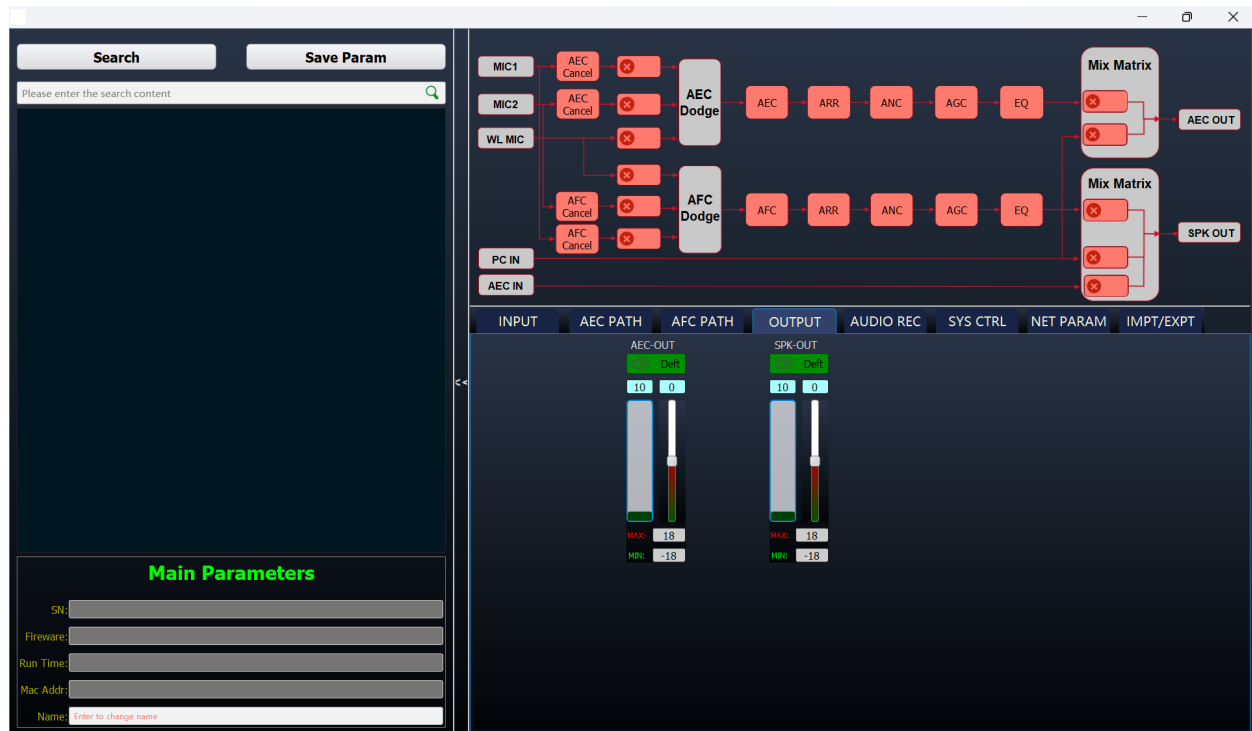 Search
Save Param
Please enter the search content
Main Parameters
SN:
Fireware:
Run Time:
Mac Addr:
Name:
Enter to change name
<<
MIC1
AEC
Cancel
MIC2
AEC
Cancel
WL MIC
AEC
Dodge
AEC
ARR
ANC
AGC
EQ
Mix Matrix
AEC OUT
AFC
Cancel
AFC
Cancel
AFC
Dodge
AFC
ARR
ANC
AGC
EQ
Mix Matrix
SPK OUT
PC IN
AEC IN
INPUT
AEC PATH
AFC PATH
OUTPUT
AUDIO REC
SYS CTRL
NET PARAM
IMPT/EXPT
AEC-OUT
Deft
10
0
MAX: 18
MIN: -18
SPK-OUT
Deft
10
0
MAX: 18
MIN: -18